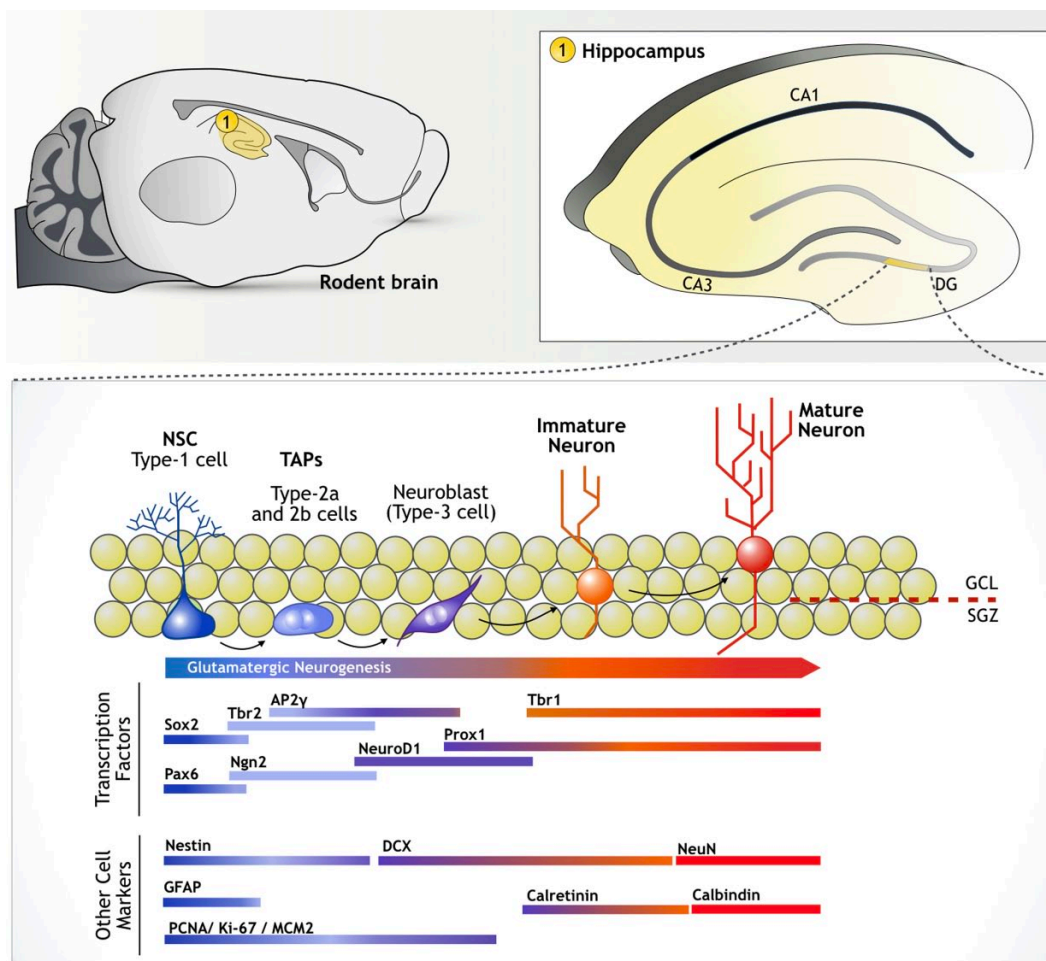 1
Rodent brain
1 Hippocampus
CA1
CA3
DG
NSC
Type-1 cell
TAPs
Type-2a
and 2b cells
Neuroblast
(Type-3 cell)
Immature
Neuron
Mature
Neuron
GCL
SGZ
Glutamatergic Neurogenesis
Transcription
Factors
AP2γ
Tbr1
Tbr2
Sox2
Prox1
NeuroD1
Ngn2
Pax6
Other Cell
Markers
Nestin
DCX
NeuN
GFAP
Calretinin
Calbindin
PCNA/ Ki-67 / MCM2